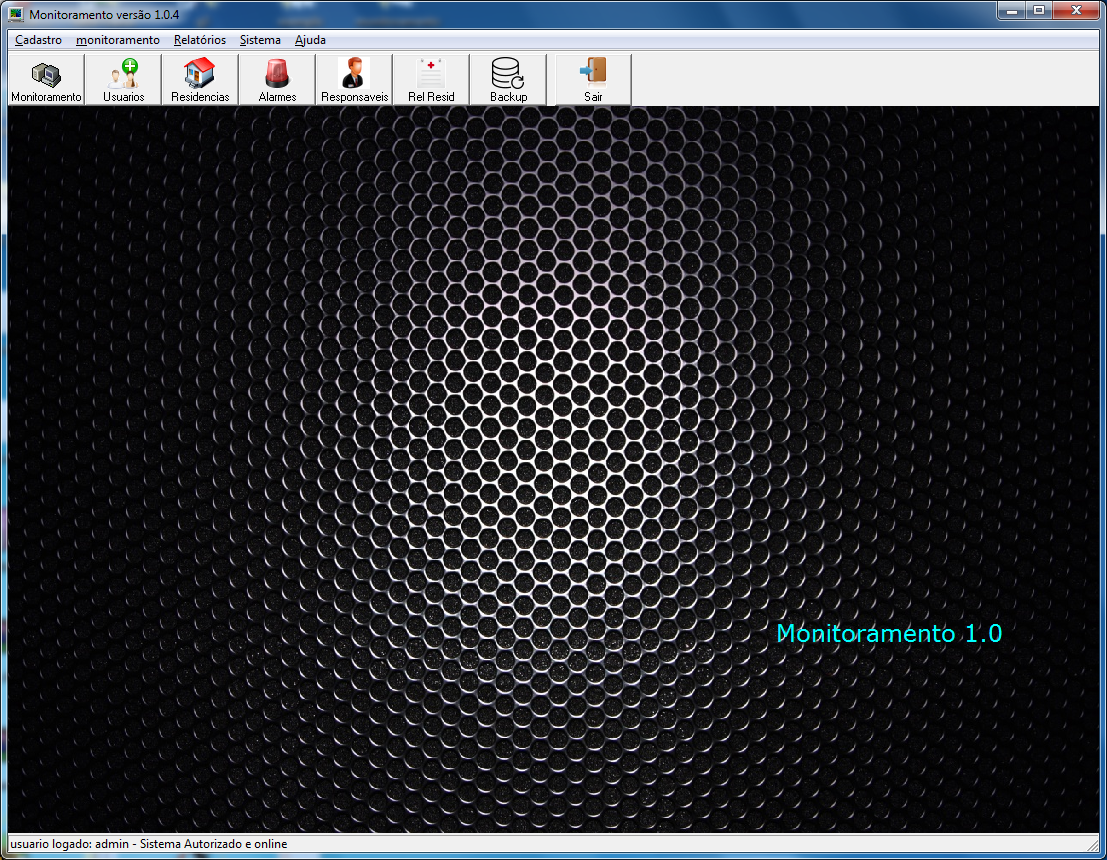 Monitoramento versão 1.0.4
Cadastro monitoramento Relatórios Sistema Ajuda
Monitoramento Usuarios Residencias Alarmes Responsaveis Rel Resid Backup Sair
Monitoramento 1.0
usuario logado: admin - Sistema Autorizado e online